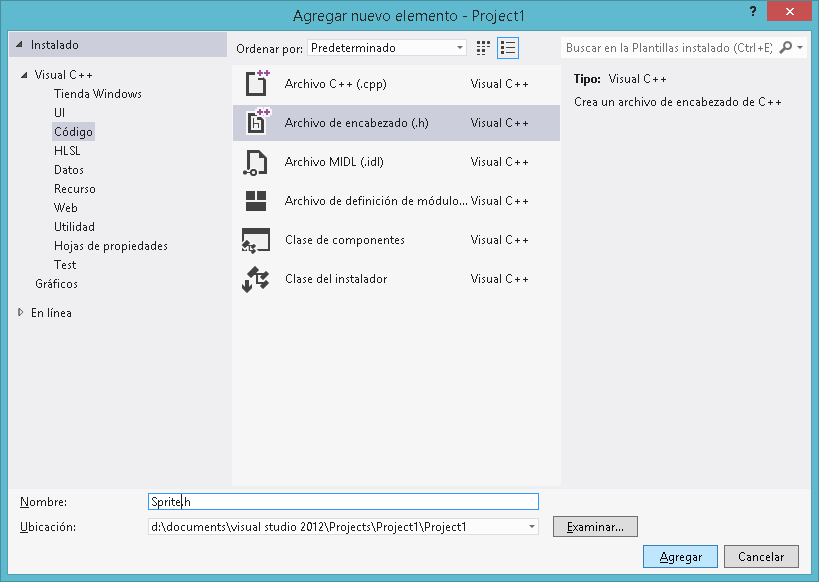 Agregar nuevo elemento - Project1
?
Instalado
Visual C++
Tienda Windows
UI
Código
HLSL
Datos
Recurso
Web
Utilidad
Hojas de propiedades
Test
Gráficos
En línea
Ordenar por: Predeterminado
Archivo C++ (.cpp) Visual C++
Archivo de encabezado (.h) Visual C++
Archivo MIDL (.idl) Visual C++
Archivo de definición de módulo... Visual C++
Clase de componentes Visual C++
Clase del instalador Visual C++
Buscar en la Plantillas instalado (Ctrl+E)
Tipo: Visual C++
Crea un archivo de encabezado de C++
Nombre: Sprite.h
Ubicación: d:\documents\visual studio 2012\Projects\Project1\Project1
Examinar...
Agregar Cancelar